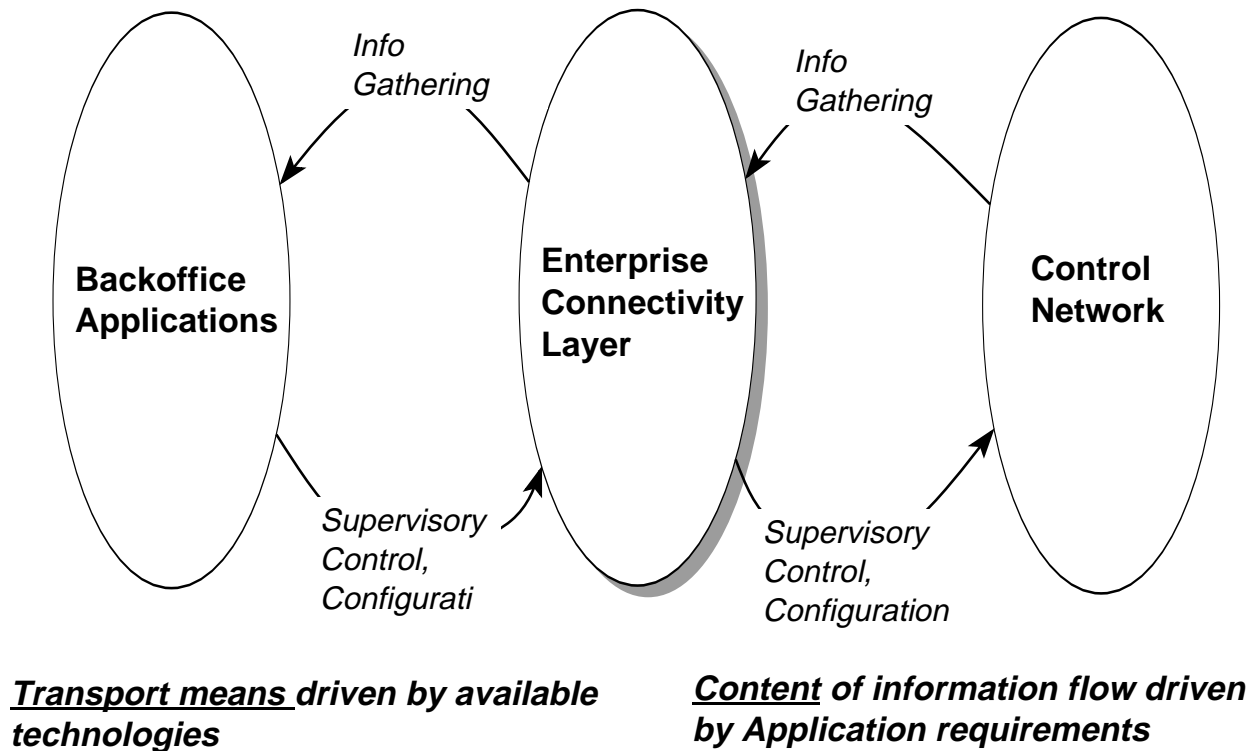 Info
Gathering
Info
Gathering
Backoffice
Applications
Enterprise
Connectivity
Layer
Control
Network
Supervisory
Control,
Configurati
Supervisory
Control,
Configuration
Transport means driven by available
technologies
Content of information flow driven
by Application requirements